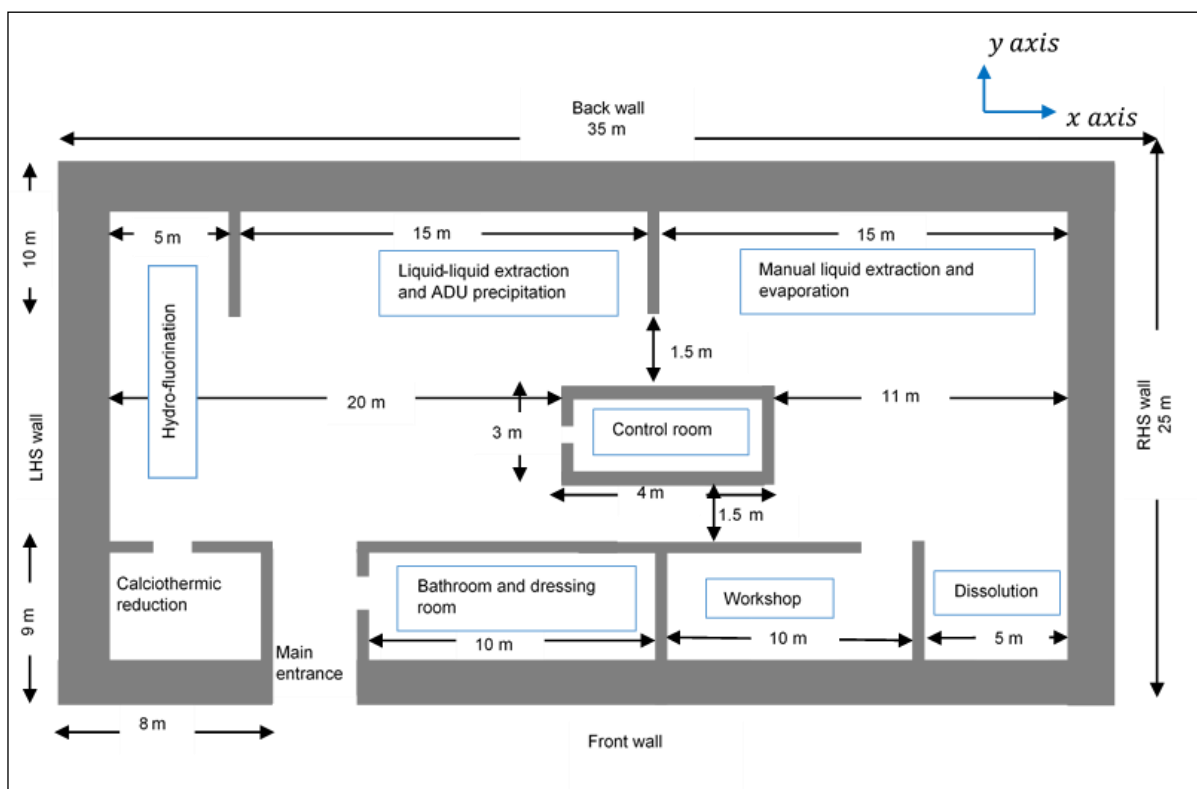 y axis
x axis
Back wall
35 m
10 m
5 m
15 m
15 m
Liquid-liquid extraction
and ADU precipitation
Manual liquid extraction and
evaporation
Hydro-fluorination
1.5 m
LHS wall
20 m
11 m
RHS wall
25 m
3 m
Control room
4 m
1.5 m
9 m
Calciothermic
reduction
Bathroom and dressing
room
Workshop
Dissolution
10 m
10 m
5 m
Main
entrance
8 m
Front wall